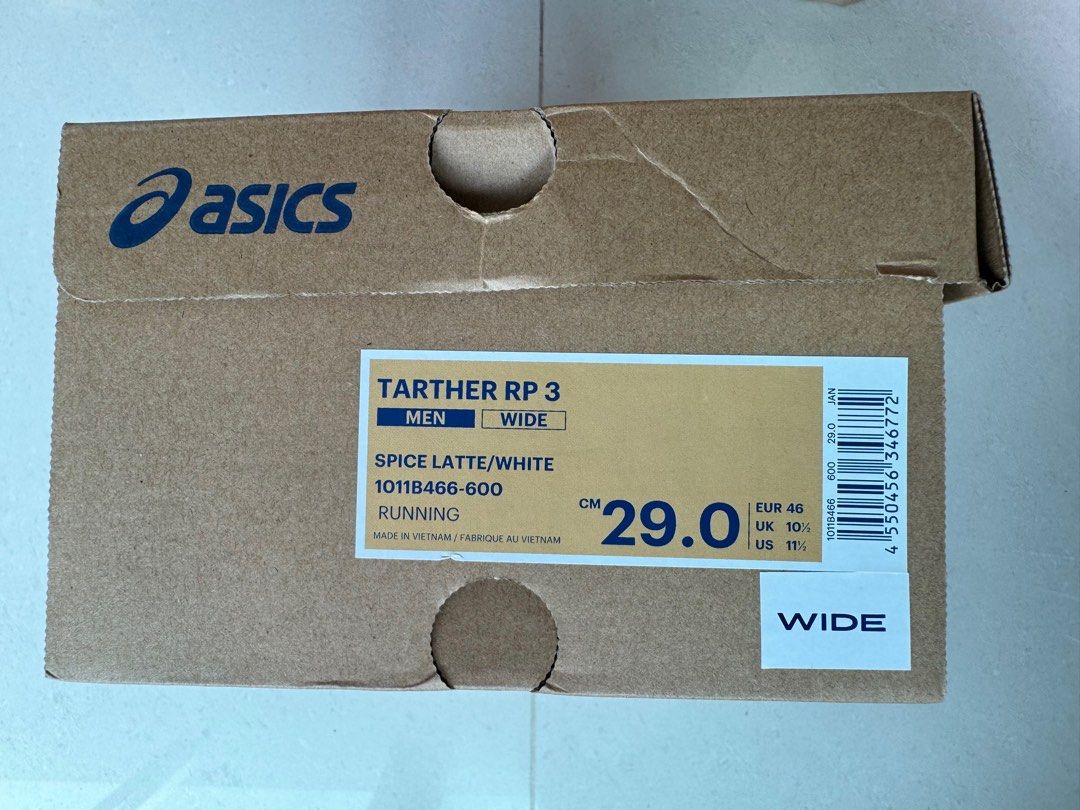 asics
TARTHER RP 3
MEN WIDE
SPICE LATTE/WHITE
1011B466-600
RUNNING
MADE IN VIETNAM / FABRIQUE AU VIETNAM
CM 29.0
EUR 46
UK 10½
US 11½
1011B466 600 29.0 JAN
4 550456 346772
WIDE